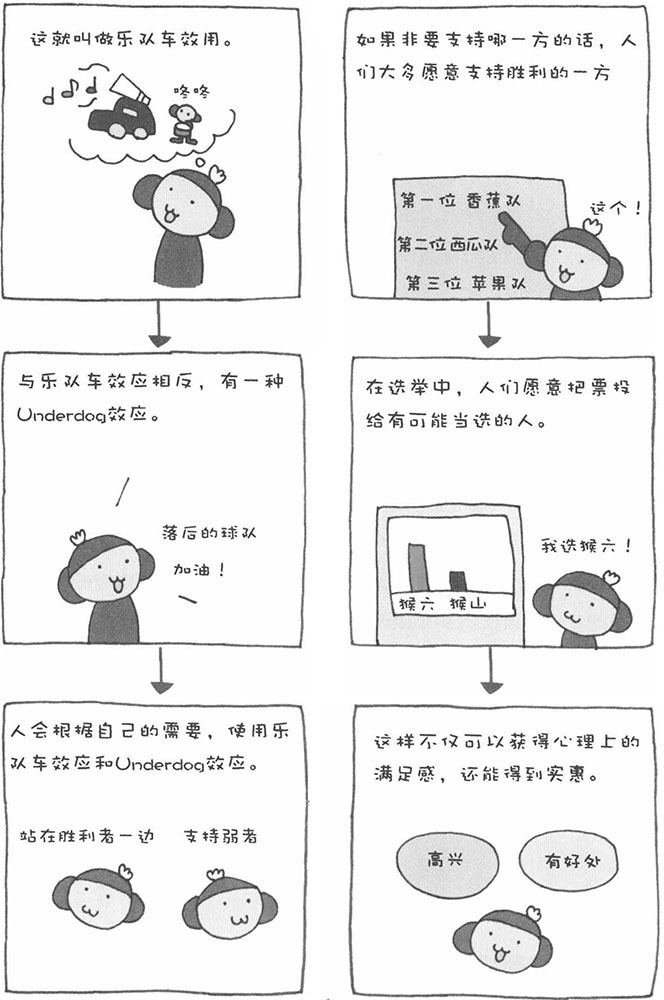 如果非要支持哪一方的话，人
们大多愿意支持胜利的一方
第一位 香蕉队
这个！
第二位西瓜队
第三位 苹果队
在选举中，人们愿意把票投
给有可能当选的人。
我选猴六！
猴六 猴山
这样不仅可以获得心理上的
满足感，还能得到实惠。
高兴
有好处
这就叫做乐队车效用。
咚咚
与乐队车效应相反，有一种
Underdog效应。
落后的球队
加油！
人会根据自己的需要，使用乐
队车效应和Underdog效应。
站在胜利者一边
支持弱者